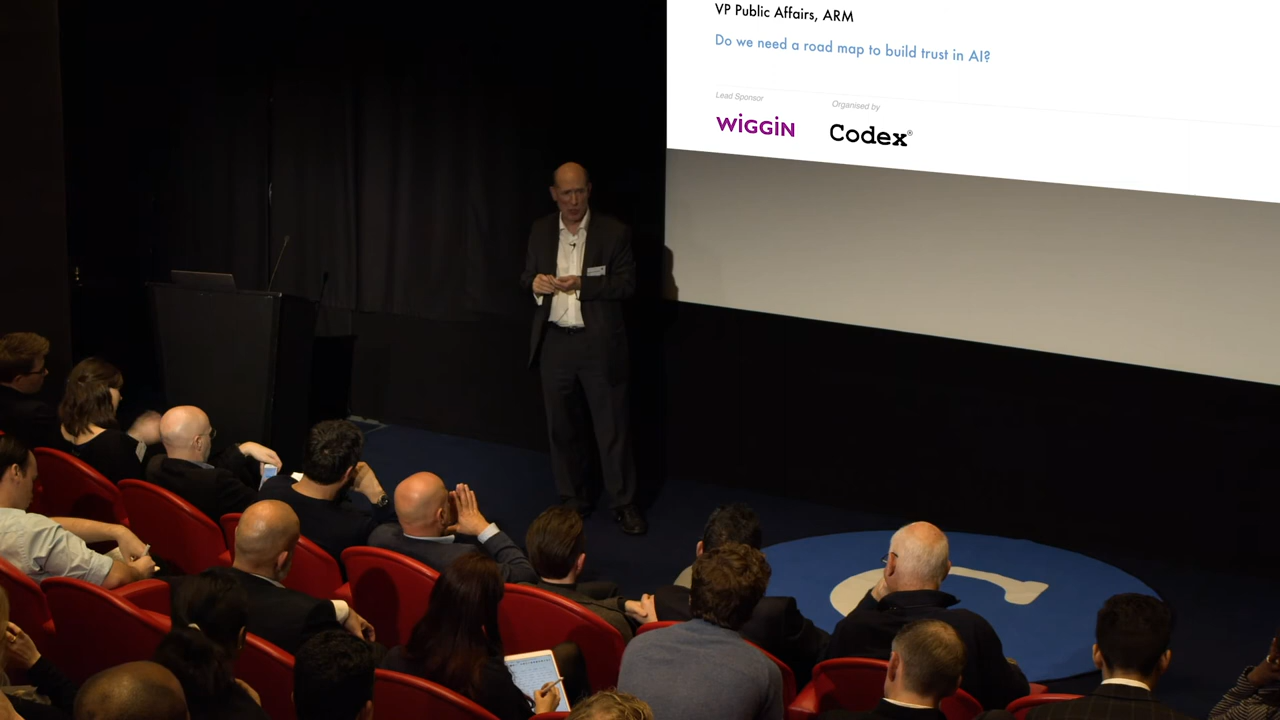 VP Public Affairs, ARM
Do we need a road map to build trust in AI?
Lead Sponsor
Organised by
WiGGiN
Codex®